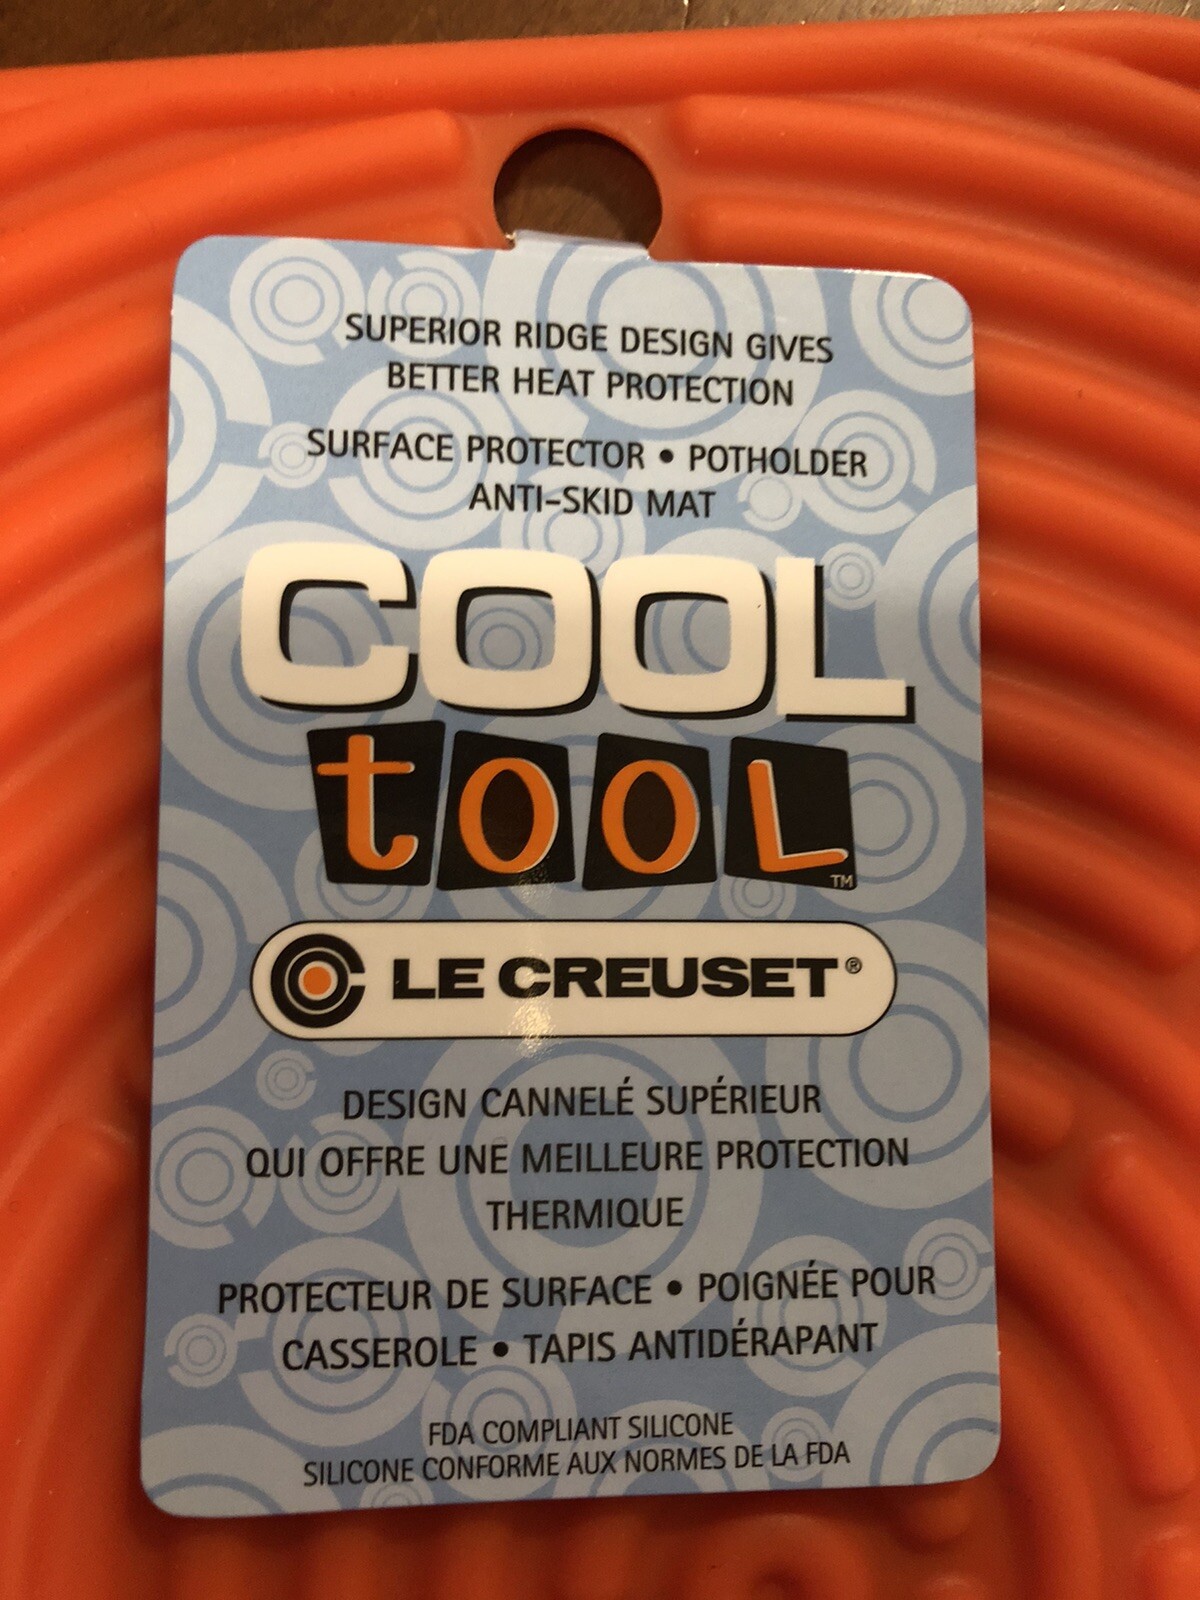 SUPERIOR RIDGE DESIGN GIVES
BETTER HEAT PROTECTION
SURFACE PROTECTOR • POTHOLDER
ANTI-SKID MAT
COOL
tOOL™
LE CREUSET®
DESIGN CANNELÉ SUPÉRIEUR
QUI OFFRE UNE MEILLEURE PROTECTION
THERMIQUE
PROTECTEUR DE SURFACE • POIGNÉE POUR
CASSEROLE • TAPIS ANTIDÉRAPANT
FDA COMPLIANT SILICONE
SILICONE CONFORME AUX NORMES DE LA FDA